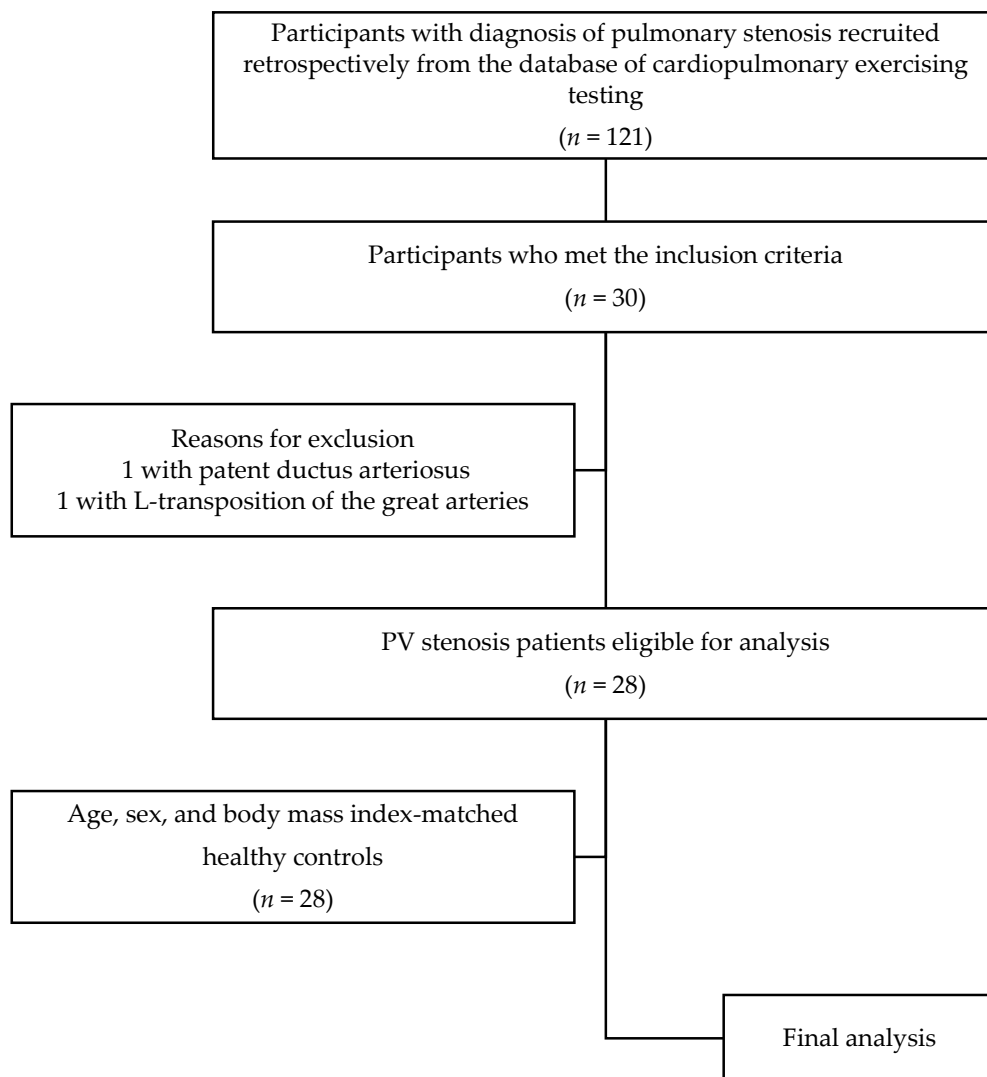 Participants with diagnosis of pulmonary stenosis recruited
retrospectively from the database of cardiopulmonary exercising
testing
(n = 121)
Participants who met the inclusion criteria
(n = 30)
Reasons for exclusion
1 with patent ductus arteriosus
1 with L-transposition of the great arteries
PV stenosis patients eligible for analysis
(n = 28)
Age, sex, and body mass index-matched
healthy controls
(n = 28)
Final analysis